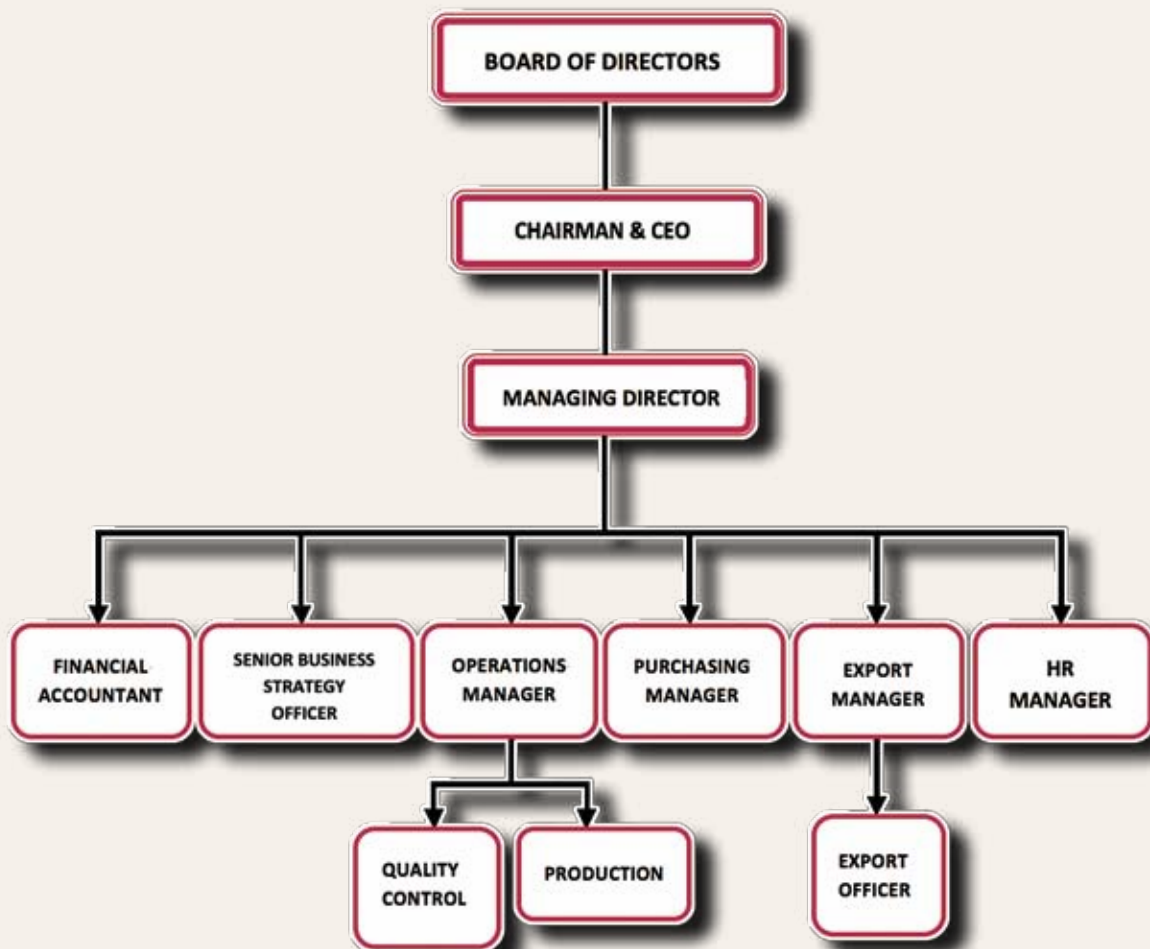 BOARD OF DIRECTORS
CHAIRMAN & CEO
MANAGING DIRECTOR
FINANCIAL
ACCOUNTANT
SENIOR BUSINESS
STRATEGY
OFFICER
OPERATIONS
MANAGER
PURCHASING
MANAGER
EXPORT
MANAGER
HR
MANAGER
QUALITY
CONTROL
PRODUCTION
EXPORT
OFFICER